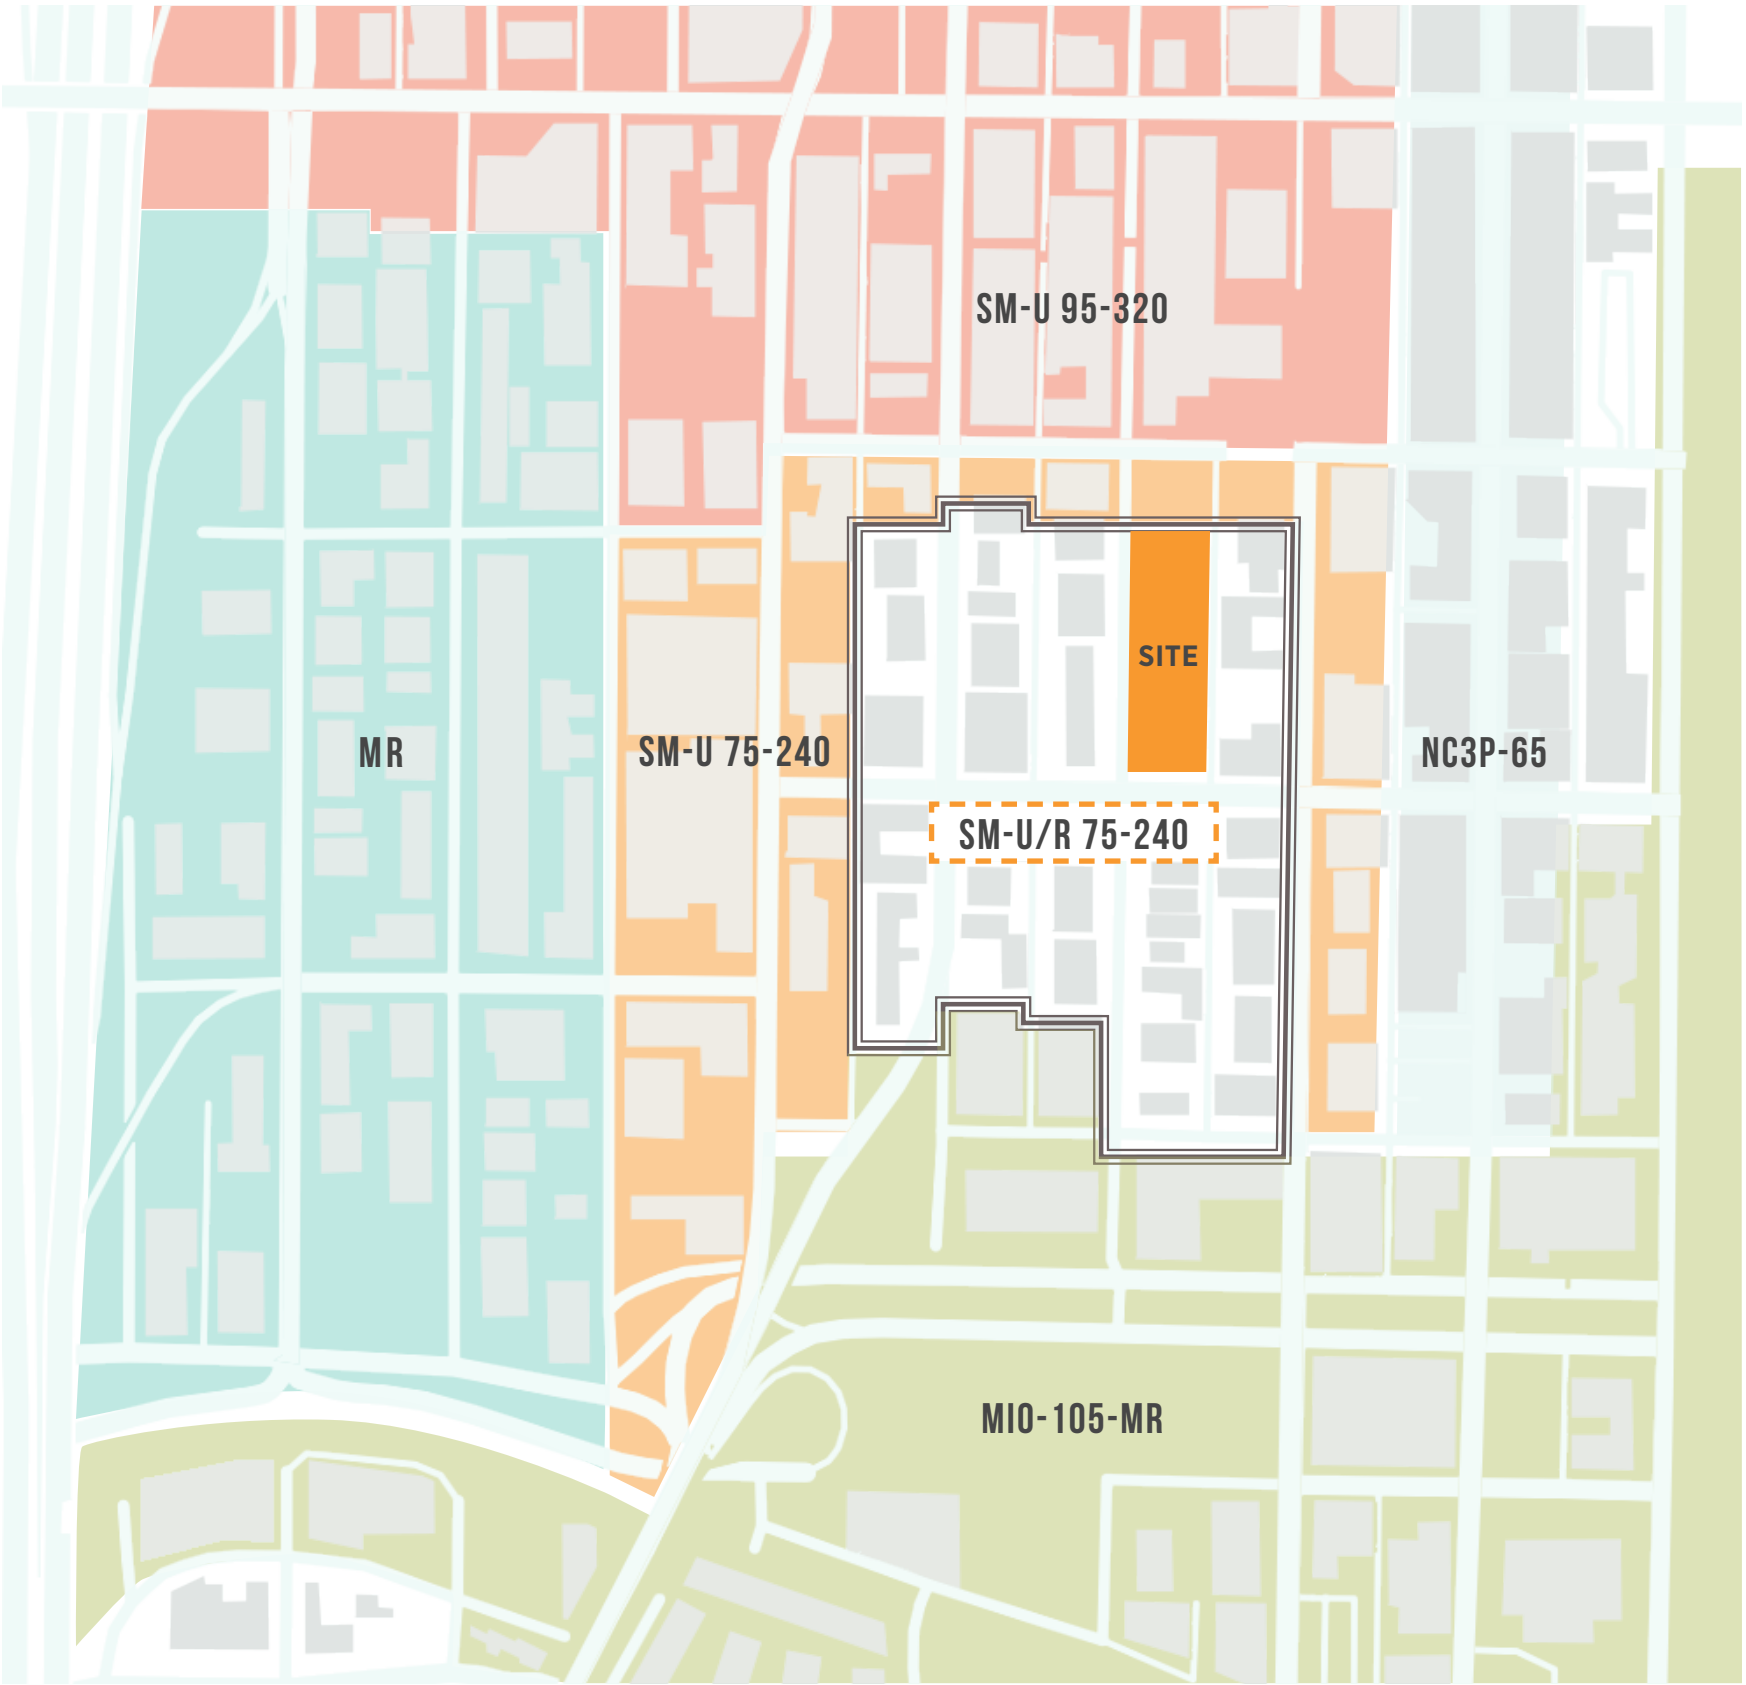 SM-U 95-320
SITE
MR
SM-U 75-240
NC3P-65
SM-U/R 75-240
MIO-105-MR